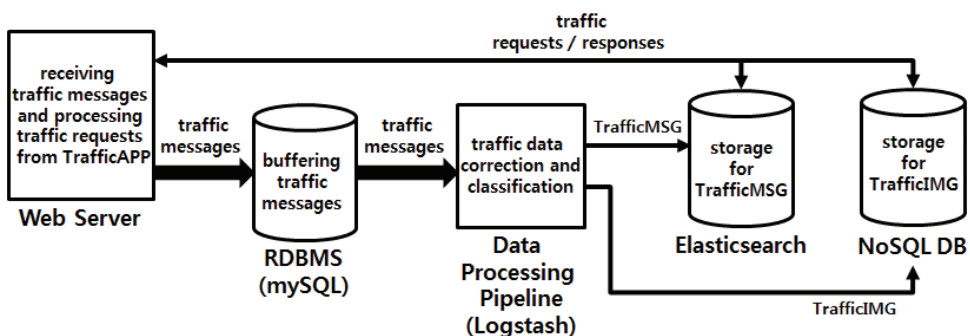 traffic
requests / responses
receiving
traffic messages
and processing
traffic requests
from TrafficAPP
Web Server
traffic
messages
buffering
traffic
messages
RDBMS
(mySQL)
traffic
messages
traffic data
correction and
classification
Data
Processing
Pipeline
(Logstash)
TrafficMSG
storage
for
TrafficMSG
Elasticsearch
storage
for
TrafficIMG
NoSQL DB
TrafficIMG